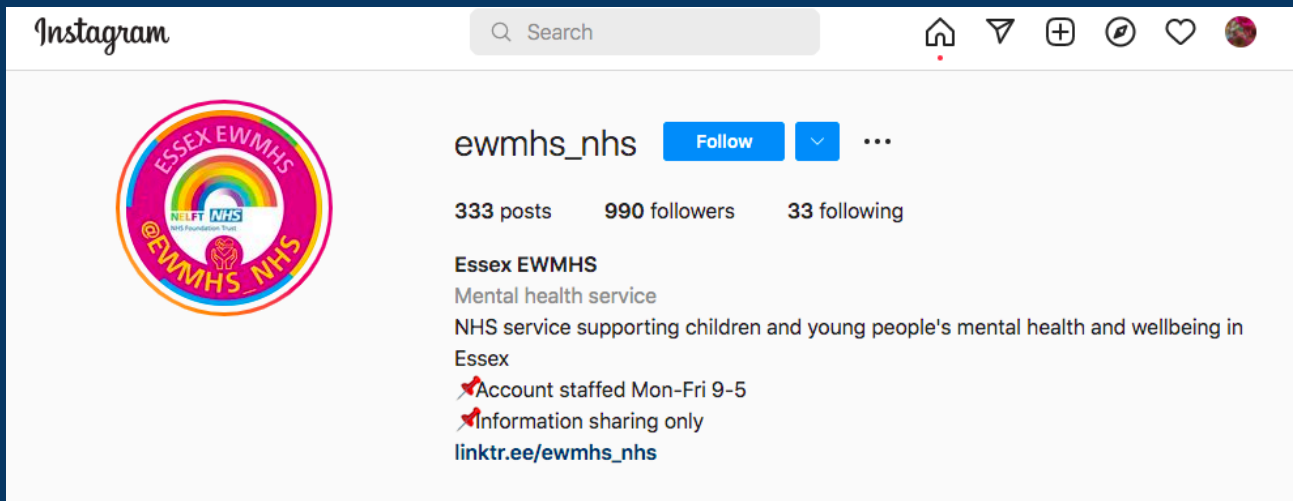 Instagram
Search
ESSEX EWMHS
NELFT NHS
NHS Foundation Trust
@EWMHS_NHS
ewmhs_nhs Follow
333 posts 990 followers 33 following
Essex EWMHS
Mental health service
NHS service supporting children and young people's mental health and wellbeing in
Essex
📌Account staffed Mon-Fri 9-5
📌Information sharing only
linktr.ee/ewmhs_nhs